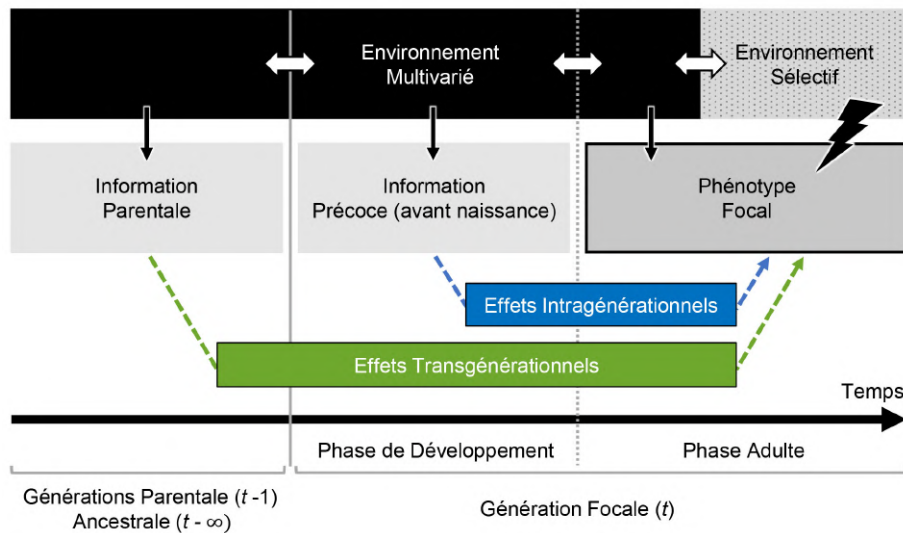 Environnement
Multivarié
Environnement
Sélectif
Information
Parentale
Information
Précoce (avant naissance)
Phénotype
Focal
Effets Intragénérationnels
Effets Transgénérationnels
Temps
Phase de Développement
Phase Adulte
Générations Parentale (t -1)
Ancestrale (t - ∞)
Génération Focale (t)